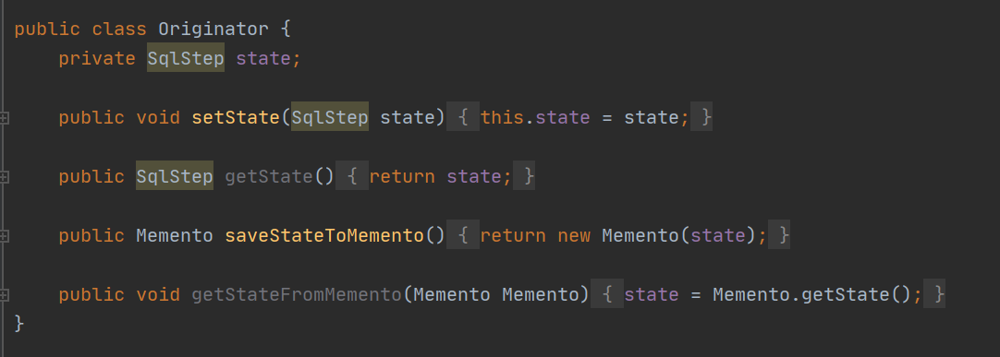 public class Originator {
    private SqlStep state;
    public void setState(SqlStep state) { this.state = state; }
    public SqlStep getState() { return state; }
    public Memento saveStateToMemento() { return new Memento(state); }
    public void getStateFromMemento(Memento Memento) { state = Memento.getState(); }
}